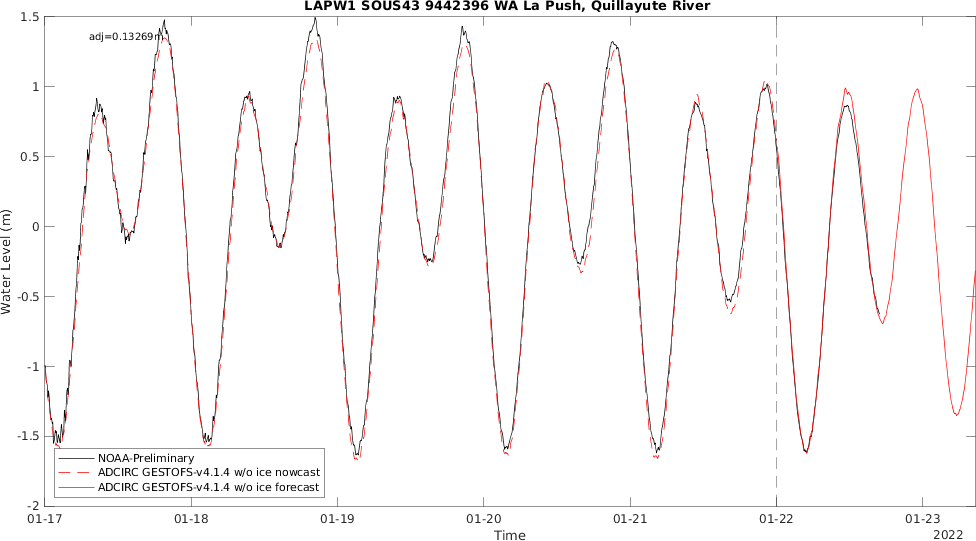 LAPW1 SOUS43 9442396 WA La Push, Quillayute River
1.5
adj=0.13269m
1
0.5
0
-0.5
-1
-1.5
-2
Water Level (m)
NOAA-Preliminary
ADCIRC GESTOFS-v4.1.4 w/o ice nowcast
ADCIRC GESTOFS-v4.1.4 w/o ice forecast
01-17 01-18 01-19 01-20 01-21 01-22 01-23
Time
2022